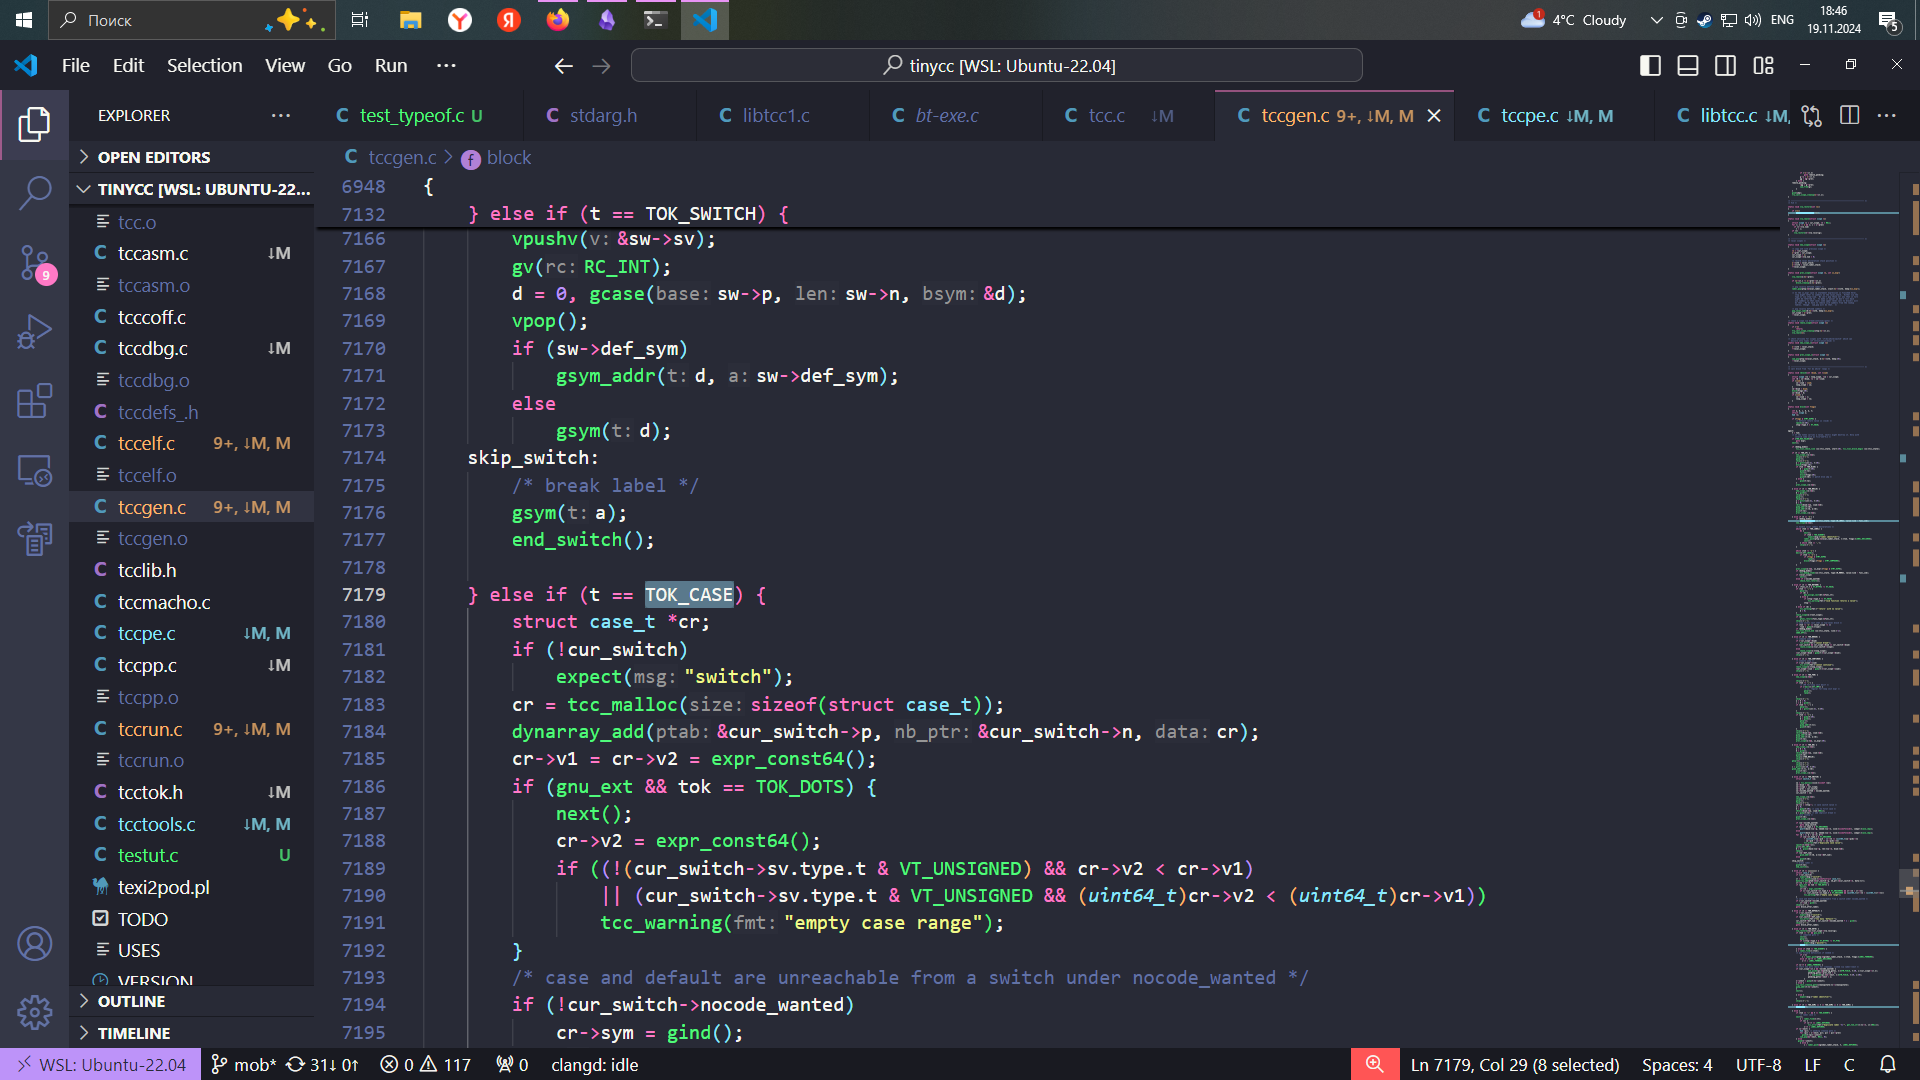 Поиск
4°C Cloudy
ENG
18:46
19.11.2024
5
File Edit Selection View Go Run ···
tinycc [WSL: Ubuntu-22.04]
EXPLORER
test_typeof.c U
stdarg.h
libtcc1.c
bt-exe.c
tcc.c ↓M
tccgen.c 9+, ↓M, M
tccpe.c ↓M, M
libtcc.c ↓M,
OPEN EDITORS
TINYCC [WSL: UBUNTU-22...
tcc.o
tccasm.c ↓M
tccasm.o
tcccoff.c
tccdbg.c ↓M
tccdbg.o
tccdefs_.h
tccelf.c 9+, ↓M, M
tccelf.o
tccgen.c 9+, ↓M, M
tccgen.o
tcclib.h
tccmacho.c
tccpe.c ↓M, M
tccpp.c ↓M
tccpp.o
tccrun.c 9+, ↓M, M
tccrun.o
tcctok.h ↓M
tcctools.c ↓M, M
testut.c U
texi2pod.pl
TODO
USES
VERSION
OUTLINE
TIMELINE
9
tccgen.c > block
6948 {
7132 } else if (t == TOK_SWITCH) {
7166 vpushv(v: &sw->sv);
7167 gv(rc: RC_INT);
7168 d = 0, gcase(base: sw->p, len: sw->n, bsym: &d);
7169 vpop();
7170 if (sw->def_sym)
7171 gsym_addr(t: d, a: sw->def_sym);
7172 else
7173 gsym(t: d);
7174 skip_switch:
7175 /* break label */
7176 gsym(t: a);
7177 end_switch();
7178
7179 } else if (t == TOK_CASE) {
7180 struct case_t *cr;
7181 if (!cur_switch)
7182 expect(msg: "switch");
7183 cr = tcc_malloc(size: sizeof(struct case_t));
7184 dynarray_add(ptab: &cur_switch->p, nb_ptr: &cur_switch->n, data: cr);
7185 cr->v1 = cr->v2 = expr_const64();
7186 if (gnu_ext && tok == TOK_DOTS) {
7187 next();
7188 cr->v2 = expr_const64();
7189 if ((!(cur_switch->sv.type.t & VT_UNSIGNED) && cr->v2 < cr->v1)
7190 || (cur_switch->sv.type.t & VT_UNSIGNED && (uint64_t)cr->v2 < (uint64_t)cr->v1))
7191 tcc_warning(fmt: "empty case range");
7192 }
7193 /* case and default are unreachable from a switch under nocode_wanted */
7194 if (!cur_switch->nocode_wanted)
7195 cr->sym = gind();
WSL: Ubuntu-22.04 mob* 31↓ 0↑ 0 117 0 clangd: idle
Ln 7179, Col 29 (8 selected) Spaces: 4 UTF-8 LF C